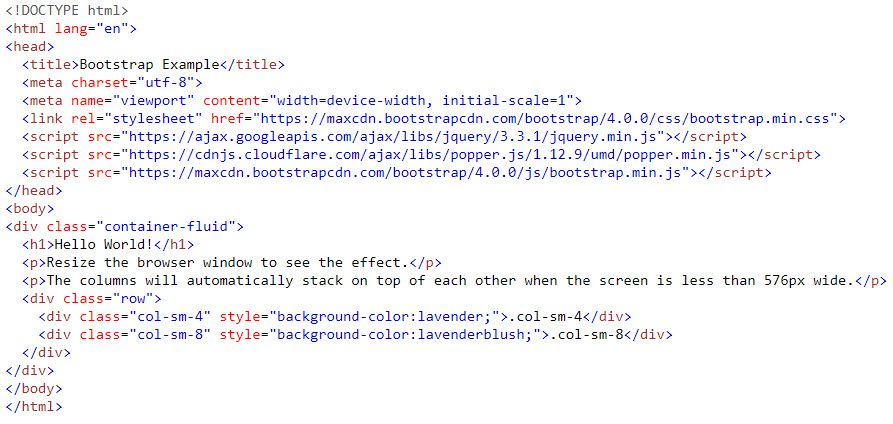 <!DOCTYPE html>
<html lang="en">
<head>
  <title>Bootstrap Example</title>
  <meta charset="utf-8">
  <meta name="viewport" content="width=device-width, initial-scale=1">
  <link rel="stylesheet" href="https://maxcdn.bootstrapcdn.com/bootstrap/4.0.0/css/bootstrap.min.css">
  <script src="https://ajax.googleapis.com/ajax/libs/jquery/3.3.1/jquery.min.js"></script>
  <script src="https://cdnjs.cloudflare.com/ajax/libs/popper.js/1.12.9/umd/popper.min.js"></script>
  <script src="https://maxcdn.bootstrapcdn.com/bootstrap/4.0.0/js/bootstrap.min.js"></script>
</head>
<body>
<div class="container-fluid">
  <h1>Hello World!</h1>
  <p>Resize the browser window to see the effect.</p>
  <p>The columns will automatically stack on top of each other when the screen is less than 576px wide.</p>
  <div class="row">
    <div class="col-sm-4" style="background-color:lavender;">.col-sm-4</div>
    <div class="col-sm-8" style="background-color:lavenderblush;">.col-sm-8</div>
  </div>
</div>
</body>
</html>